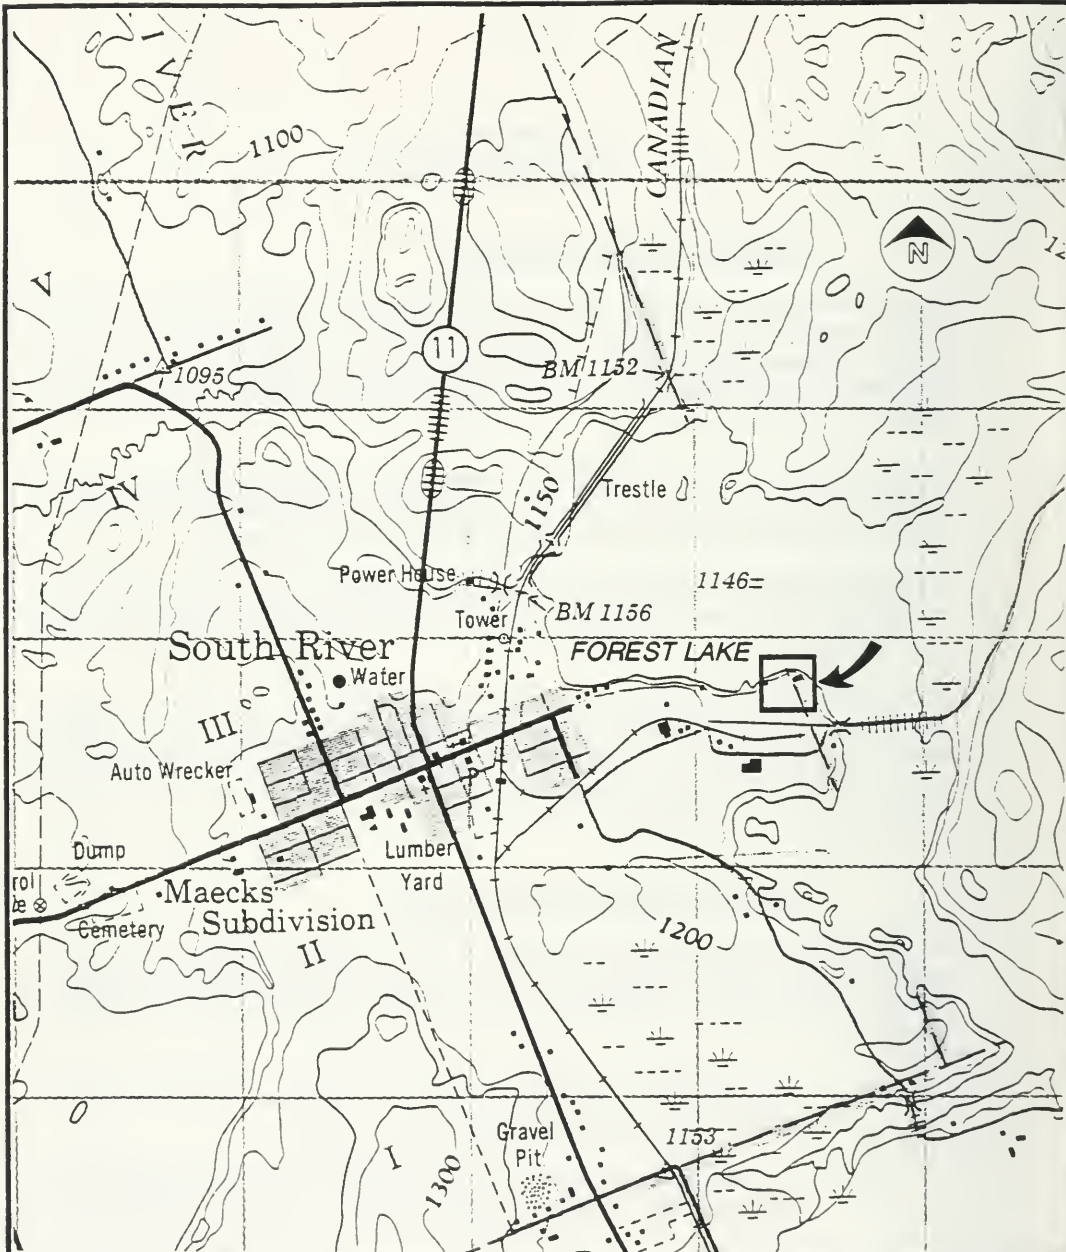 IVER
CANADIAN
1100
N
V
11
1095
BM 1152
IV
1150
Trestle
Power House
1146±
BM 1156
Tower
South River
FOREST LAKE
Water
III
Auto Wrecker
P
Lumber
Yard
Dump
Maecks
Subdivision
Cemetery
1200
II
Gravel
Pit
1153
I
1300